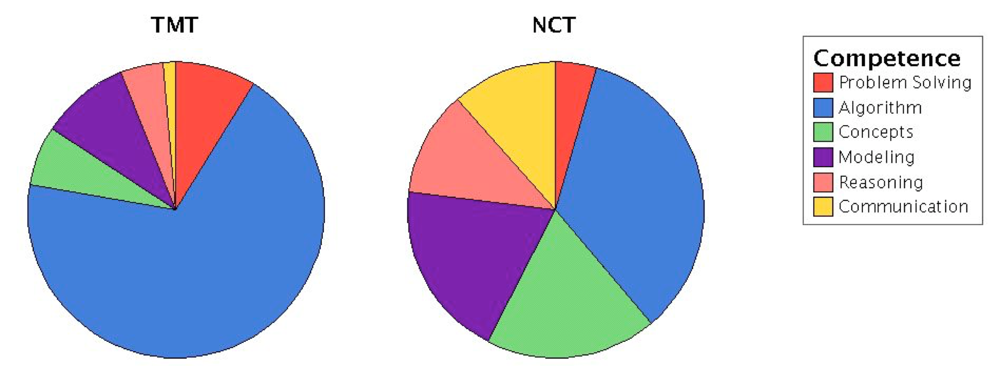 TMT
NCT
Competence
Problem Solving
Algorithm
Concepts
Modeling
Reasoning
Communication